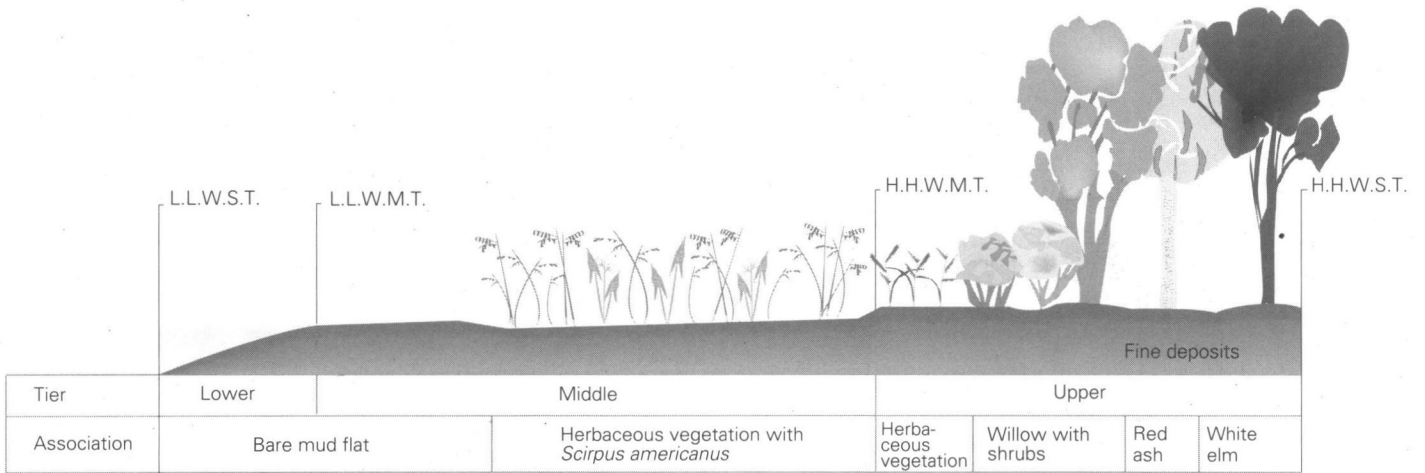 L.L.W.S.T.
L.L.W.M.T.
H.H.W.M.T.
H.H.W.S.T.
Fine deposits
Tier
Lower
Middle
Upper
Association
Bare mud flat
Herbaceous vegetation with
Scirpus americanus
Herba-
ceous
vegetation
Willow with
shrubs
Red
ash
White
elm